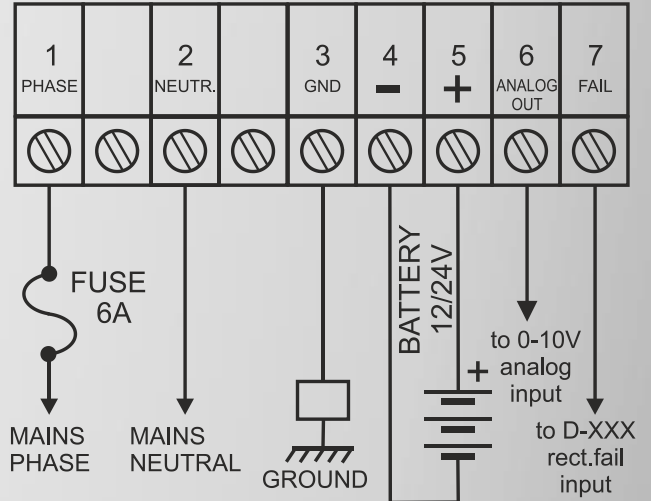 1
PHASE
2
NEUTR.
3
GND
4
-
5
+
6
ANALOG
OUT
7
FAIL
FUSE
6A
MAINS
PHASE
MAINS
NEUTRAL
GROUND
BATTERY
12/24V
+
to 0-10V
analog
input
to D-XXX
rect.fail
input